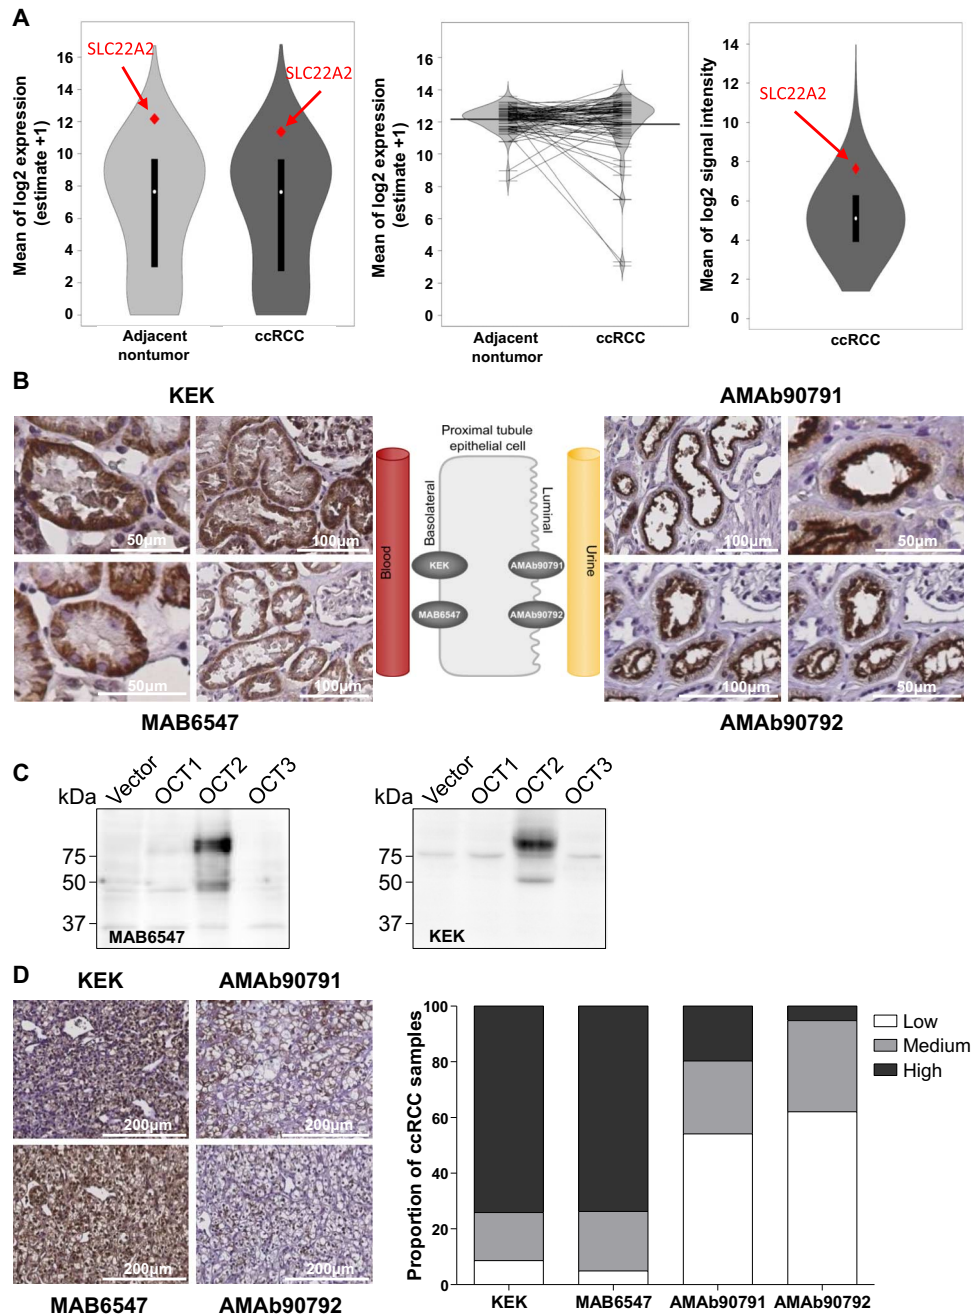 A
Mean of log2 expression
(estimate +1)
16
14
12
10
8
6
4
2
0
SLC22A2
SLC22A2
Adjacent
nontumor
ccRCC
Mean of log2 expression
(estimate +1)
16
14
12
10
8
6
4
2
0
Adjacent
nontumor
ccRCC
Mean of log2 signal intensity
14
12
10
8
6
4
2
0
SLC22A2
ccRCC
B
KEK
AMAb90791
50µm
100µm
50µm
100µm
MAB6547
Proximal tubule
epithelial cell
Blood
Basolateral
Luminal
Urine
KEK
AMAb90791
MAB6547
AMAb90792
100µm
50µm
100µm
50µm
AMAb90792
C
kDa
Vector
OCT1
OCT2
OCT3
75
50
37
MAB6547
kDa
Vector
OCT1
OCT2
OCT3
75
50
37
KEK
D
KEK
AMAb90791
200µm
200µm
200µm
200µm
MAB6547
AMAb90792
Proportion of ccRCC samples
100
80
60
40
20
0
KEK
MAB6547
AMAb90791
AMAb90792
Low
Medium
High